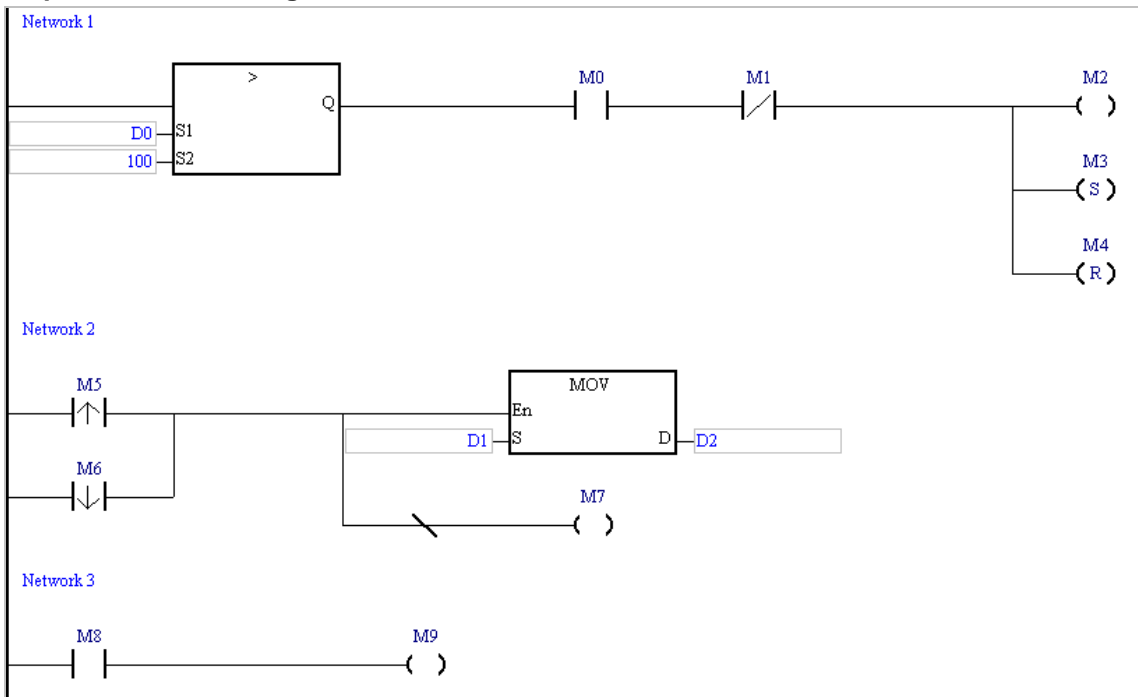 Network 1
>
Q
D0 S1
100 S2
M0
M1
M2
M3
S
M4
R
Network 2
M5
M6
MOV
En
D1 S D D2
M7
Network 3
M8
M9